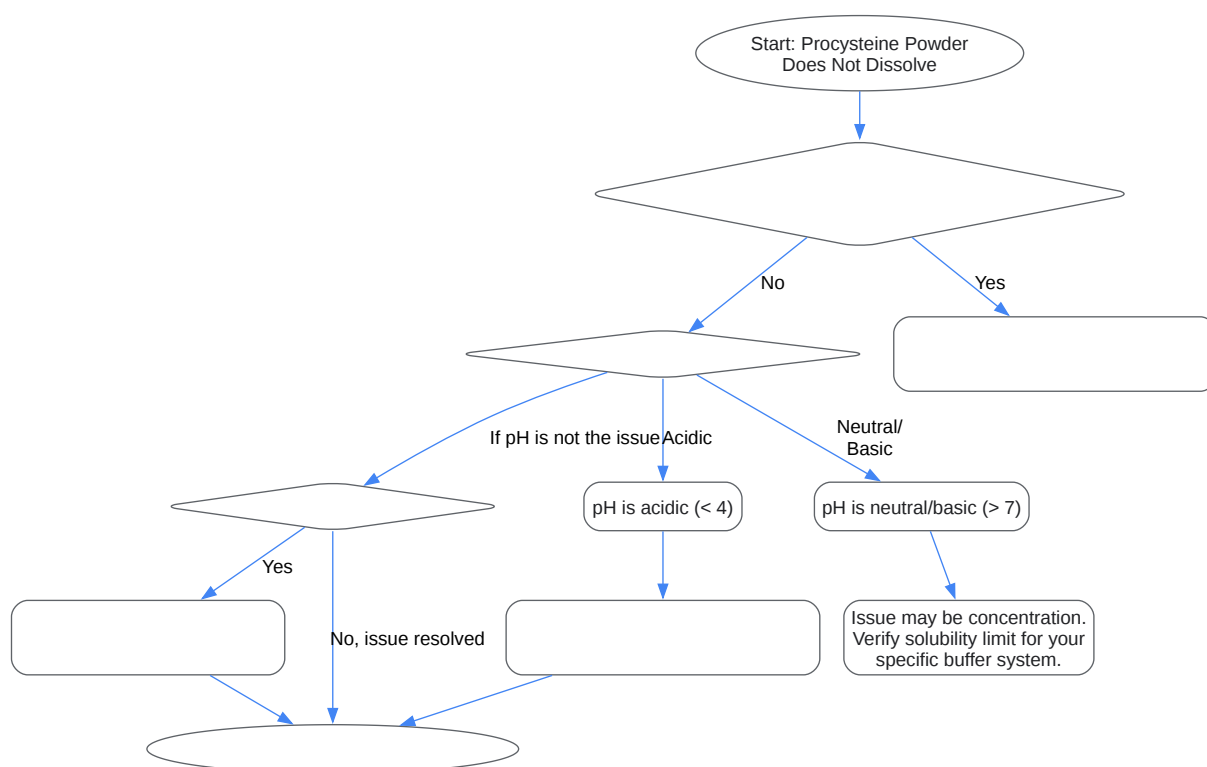 Start: Procysteine Powder
Does Not Dissolve
No
Yes
If pH is not the issue
Acidic
Neutral/
Basic
pH is acidic (< 4)
pH is neutral/basic (> 7)
Yes
No, issue resolved
Issue may be concentration.
Verify solubility limit for your
specific buffer system.